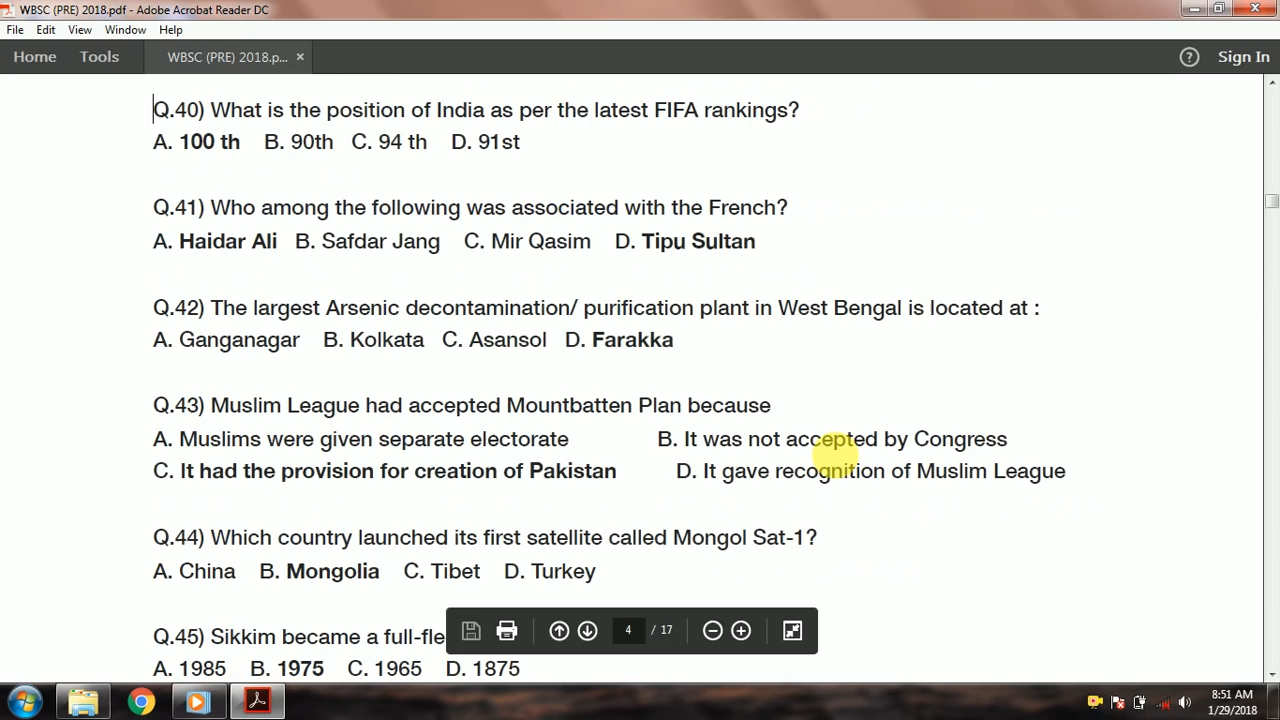 WBSC (PRE) 2018.pdf - Adobe Acrobat Reader DC
File Edit View Window Help
Home Tools WBSC (PRE) 2018.p... × ? Sign In
Q.40) What is the position of India as per the latest FIFA rankings?
A. 100 th B. 90th C. 94 th D. 91st
Q.41) Who among the following was associated with the French?
A. Haidar Ali B. Safdar Jang C. Mir Qasim D. Tipu Sultan
Q.42) The largest Arsenic decontamination/ purification plant in West Bengal is located at :
A. Ganganagar B. Kolkata C. Asansol D. Farakka
Q.43) Muslim League had accepted Mountbatten Plan because
A. Muslims were given separate electorate B. It was not accepted by Congress
C. It had the provision for creation of Pakistan D. It gave recognition of Muslim League
Q.44) Which country launched its first satellite called Mongol Sat-1?
A. China B. Mongolia C. Tibet D. Turkey
Q.45) Sikkim became a full-fle
4 / 17
A. 1985 B. 1975 C. 1965 D. 1875
8:51 AM
1/29/2018